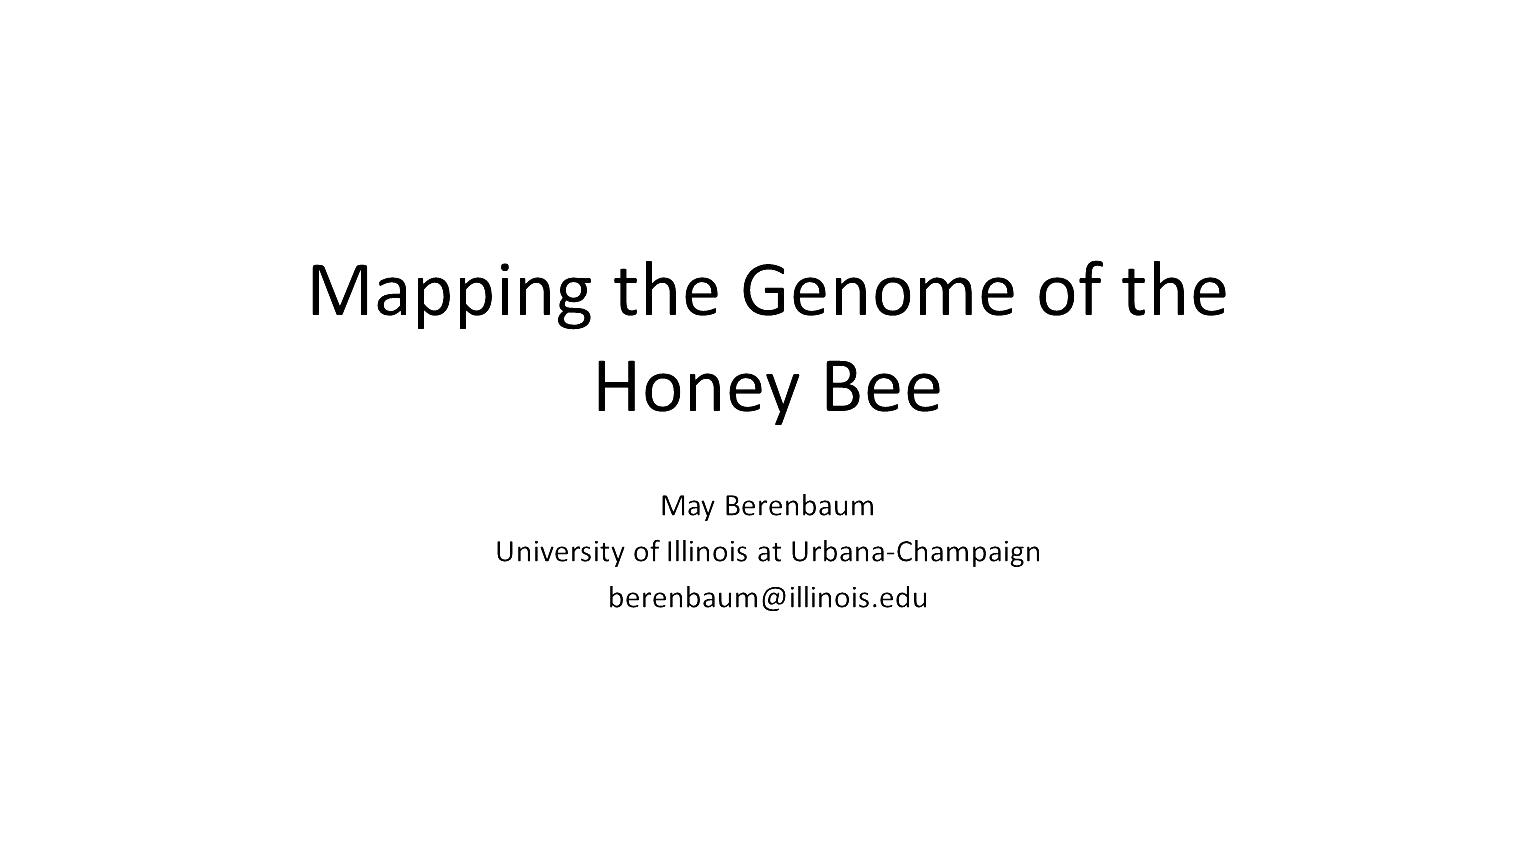 Mapping the Genome of the
Honey Bee
May Berenbaum
University of Illinois at Urbana-Champaign
berenbaum@illinois.edu